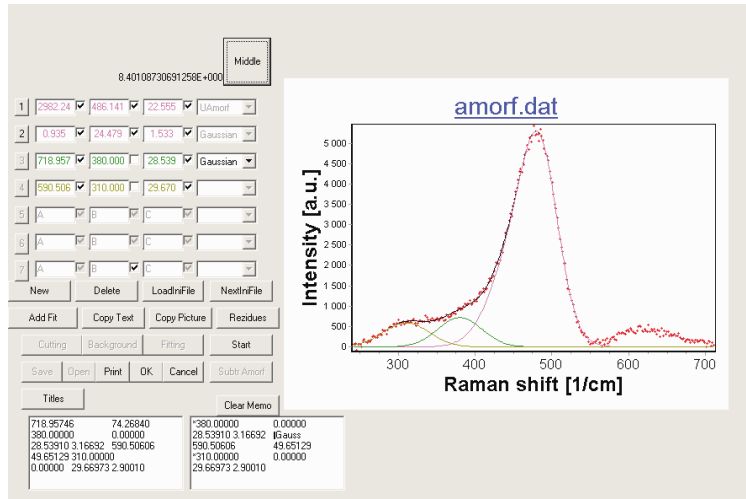 Middle
8.40108730691258E+000
1 2982.24 486.141 22.555 UAmorf
2 0.935 24.479 1.533 Gaussian
3 718.957 380.000 28.539 Gaussian
4 590.506 310.000 29.670
5 A B C
6 A B C
7 A B C
New Delete LoadIniFile NextIniFile
Add Fit Copy Text Copy Picture Residues
Cutting Background Fitting Start
Save Open Print OK Cancel Subtr Amorf
Titles
Clear Memo
718.95746 74.26840
380.00000 0.00000
28.53910 3.16692 590.50606
49.65129 310.00000
0.00000 29.66973 2.90010
*380.00000 0.00000
28.53910 3.16692 |Gauss
590.50606 49.65129
*310.00000 0.00000
29.66973 2.90010
amorf.dat
Intensity [a.u.]
5 000
4 500
4 000
3 500
3 000
2 500
2 000
1 500
1 000
500
0
300 400 500 600 700
Raman shift [1/cm]